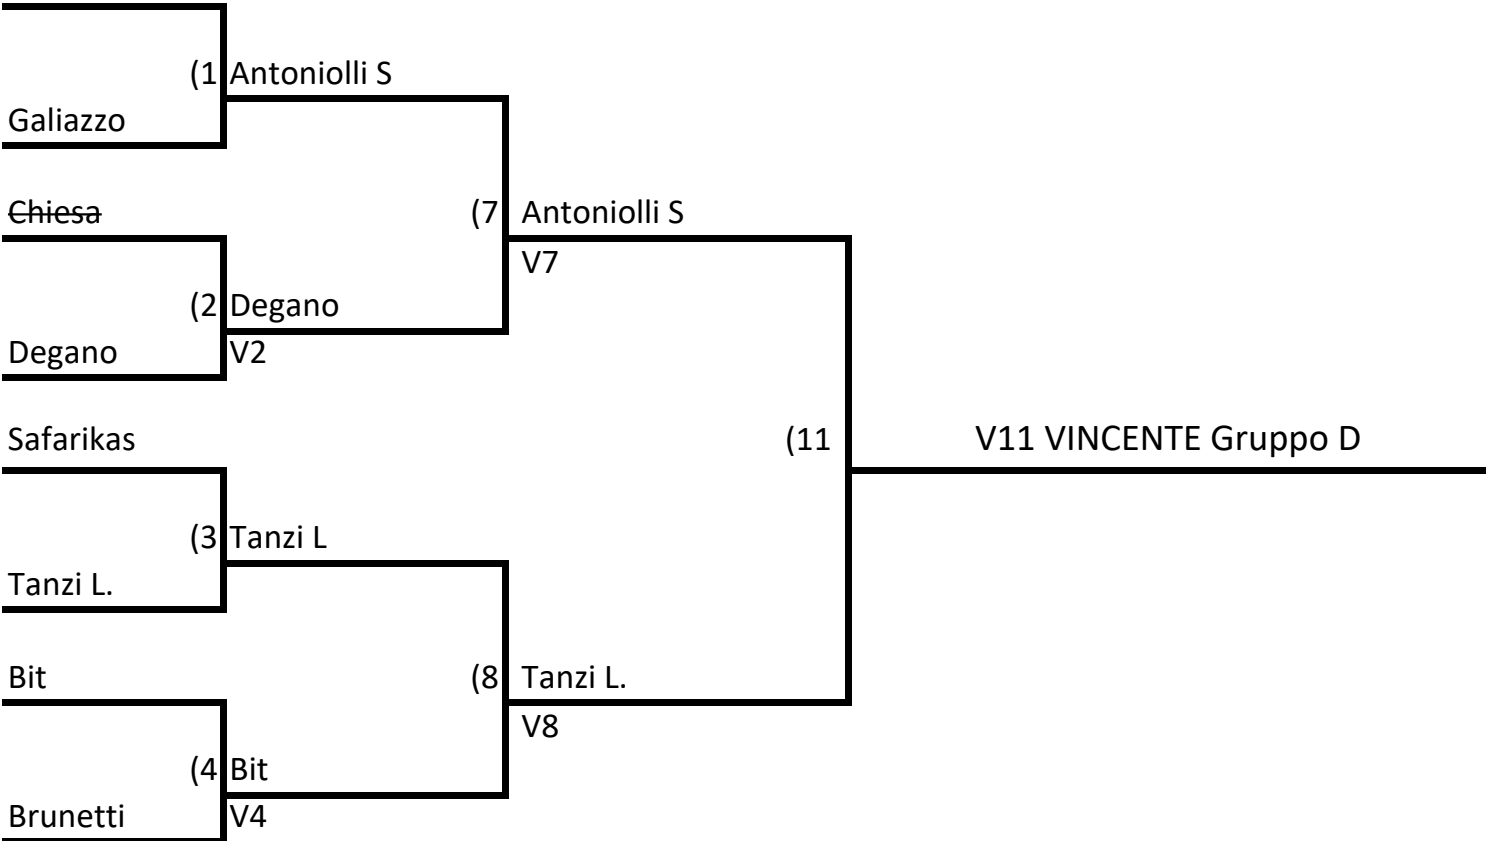 (1 Antoniolli S
Galiazzo
Chiesa
(7 Antoniolli S
V7
(2 Degano
Degano V2
Safarikas
(11 V11 VINCENTE Gruppo D
(3 Tanzi L
Tanzi L.
Bit
(8 Tanzi L.
V8
(4 Bit
Brunetti V4